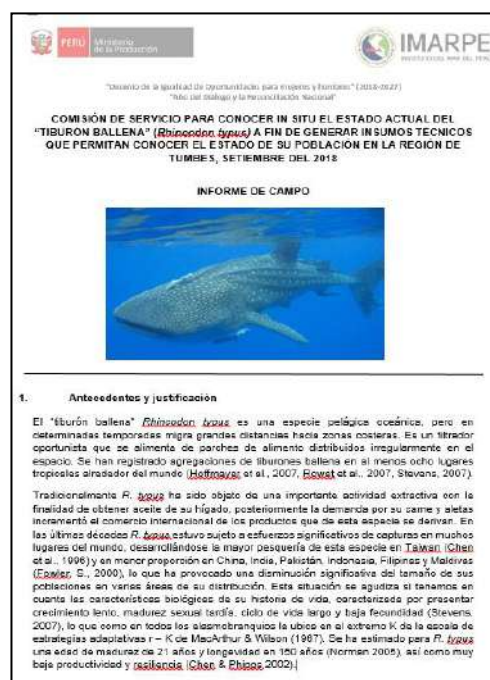 PERÚ
Ministerio
de la Producción
IMARPE
INSTITUTO DEL MAR DEL PERÚ
"Decenio de la Igualdad de Oportunidades para mujeres y hombres" (2018-2027)
"Año del Diálogo y la Reconciliación Nacional"
COMISIÓN DE SERVICIO PARA CONOCER IN SITU EL ESTADO ACTUAL DEL
"TIBURON BALLENA" (Rhincodon typus) A FIN DE GENERAR INSUMOS TÉCNICOS
QUE PERMITAN CONOCER EL ESTADO DE SU POBLACIÓN EN LA REGIÓN DE
TUMBES, SETIEMBRE DEL 2018
INFORME DE CAMPO
1. Antecedentes y justificación
El "tiburón ballena" Rhincodon typus es una especie pelágica oceánica, pero en
determinadas temporadas migra grandes distancias hacia zonas costeras. Es un filtrador
oportunista que se alimenta de parches de alimento distribuidos irregularmente en el
espacio. Se han registrado agregaciones de tiburones ballena en al menos ocho lugares
tropicales alrededor del mundo (Hoffmayer et al., 2007, Rowat et al., 2007, Stevens, 2007).
Tradicionalmente R. typus ha sido objeto de una importante actividad extractiva con la
finalidad de obtener aceite de su hígado, posteriormente la demanda por su carne y aletas
incrementó el comercio internacional de los productos que de esta especie se derivan. En
las últimas décadas R. typus estuvo sujeto a esfuerzos significativos de capturas en muchos
lugares del mundo, desarrollándose la mayor pesquería de esta especie en Taiwan (Chen
et al., 1996) y en menor proporción en China, India, Pakistán, Indonesia, Filipinas y Maldivas
(Fowler, S., 2000), lo que ha provocado una disminución significativa del tamaño de sus
poblaciones en varias áreas de su distribución. Esta situación se agudiza si tenemos en
cuenta las características biológicas de su historia de vida, caracterizada por presentar
crecimiento lento, madurez sexual tardía, ciclo de vida largo y baja fecundidad (Stevens,
2007), lo que como en todos los elasmobranquios la ubica en el extremo K de la escala de
estrategias adaptativas r – K de MacArthur & Wilson (1967). Se ha estimado para R. typus
una edad de madurez de 21 años y longevidad en 150 años (Norman 2005), así como muy
baja productividad y resiliencia (Chen & Phipps, 2002).